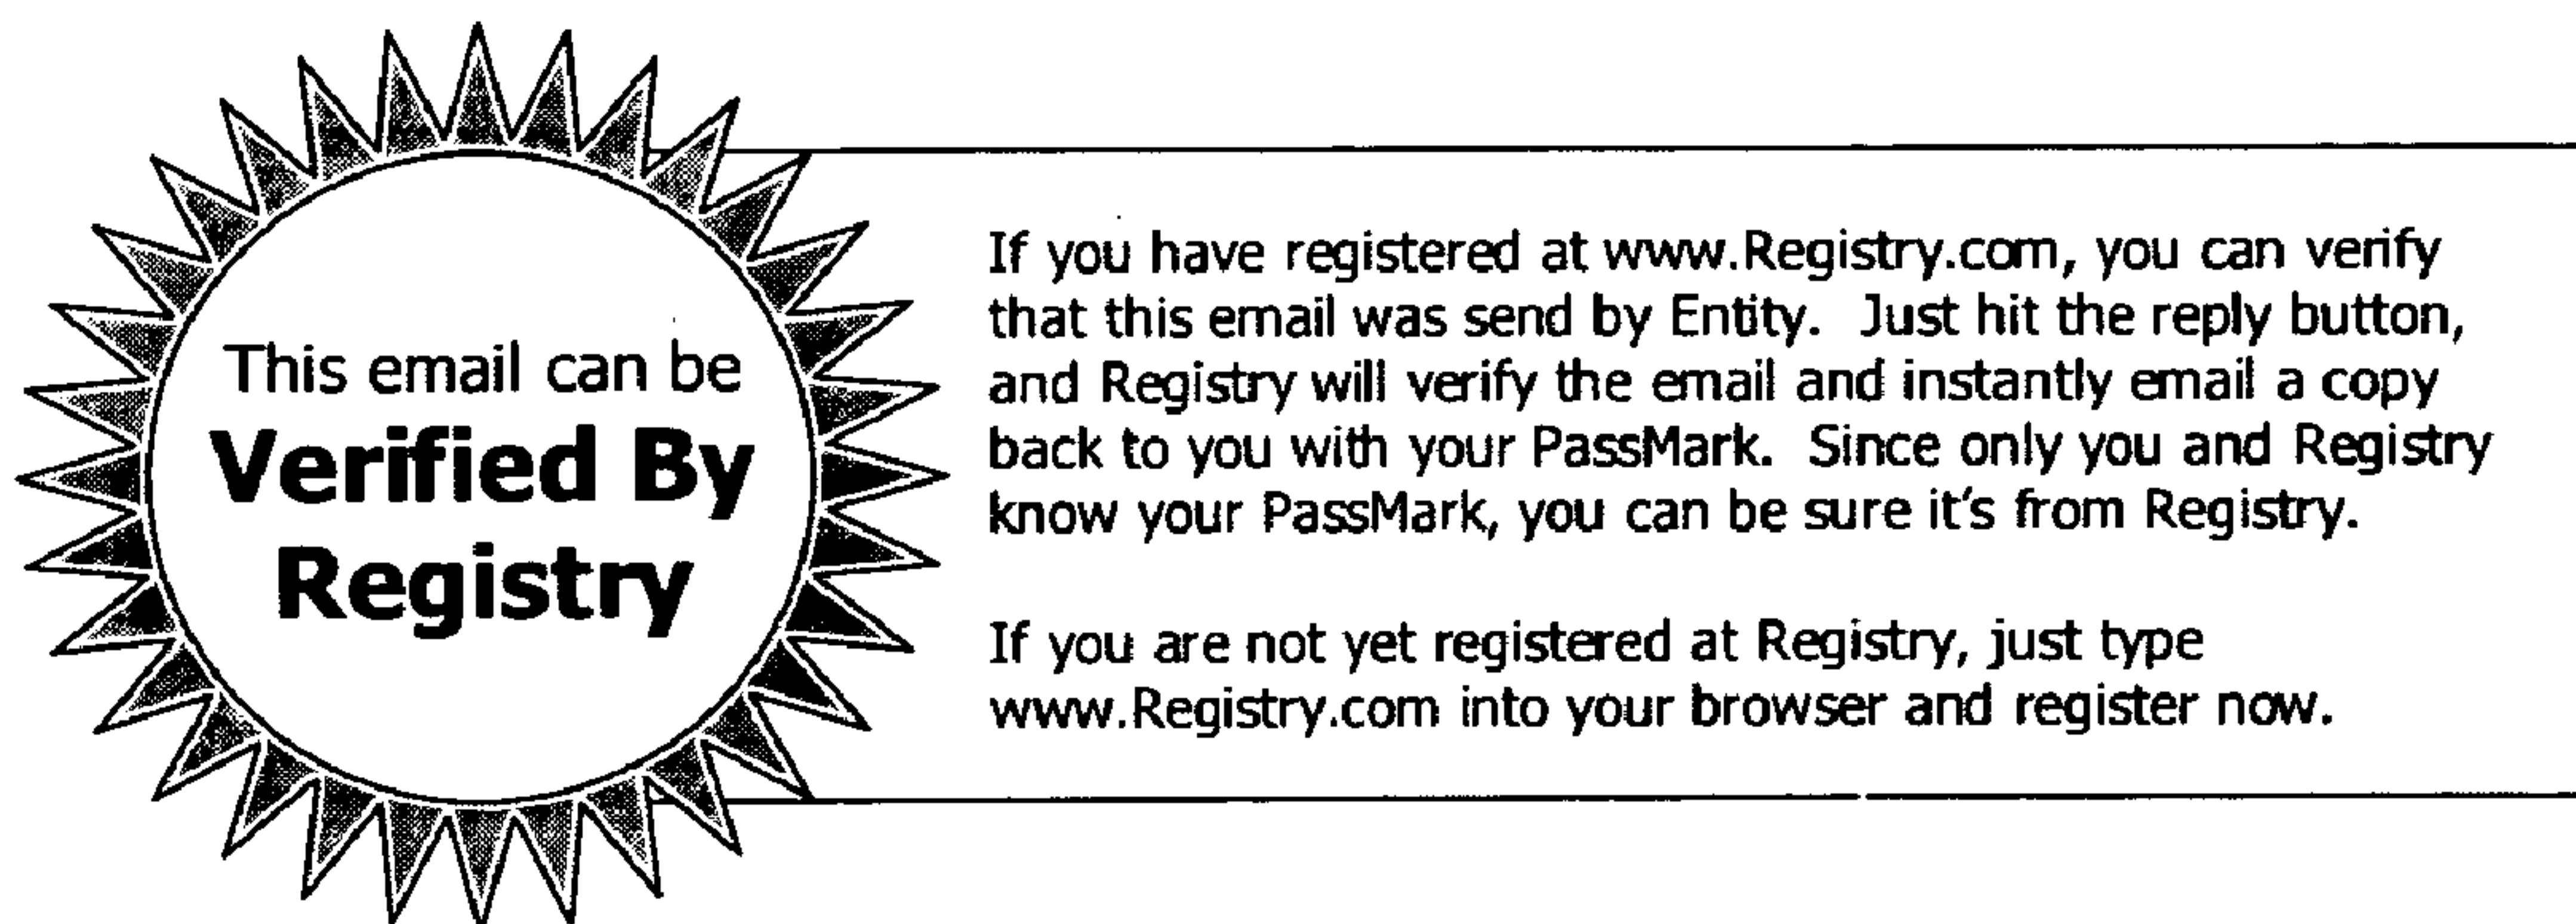 This email can be
Verified By
Registry
If you have registered at www.Registry.com, you can verify
that this email was send by Entity.  Just hit the reply button,
and Registry will verify the email and instantly email a copy
back to you with your PassMark.  Since only you and Registry
know your PassMark, you can be sure it's from Registry.
If you are not yet registered at Registry, just type
www.Registry.com into your browser and register now.